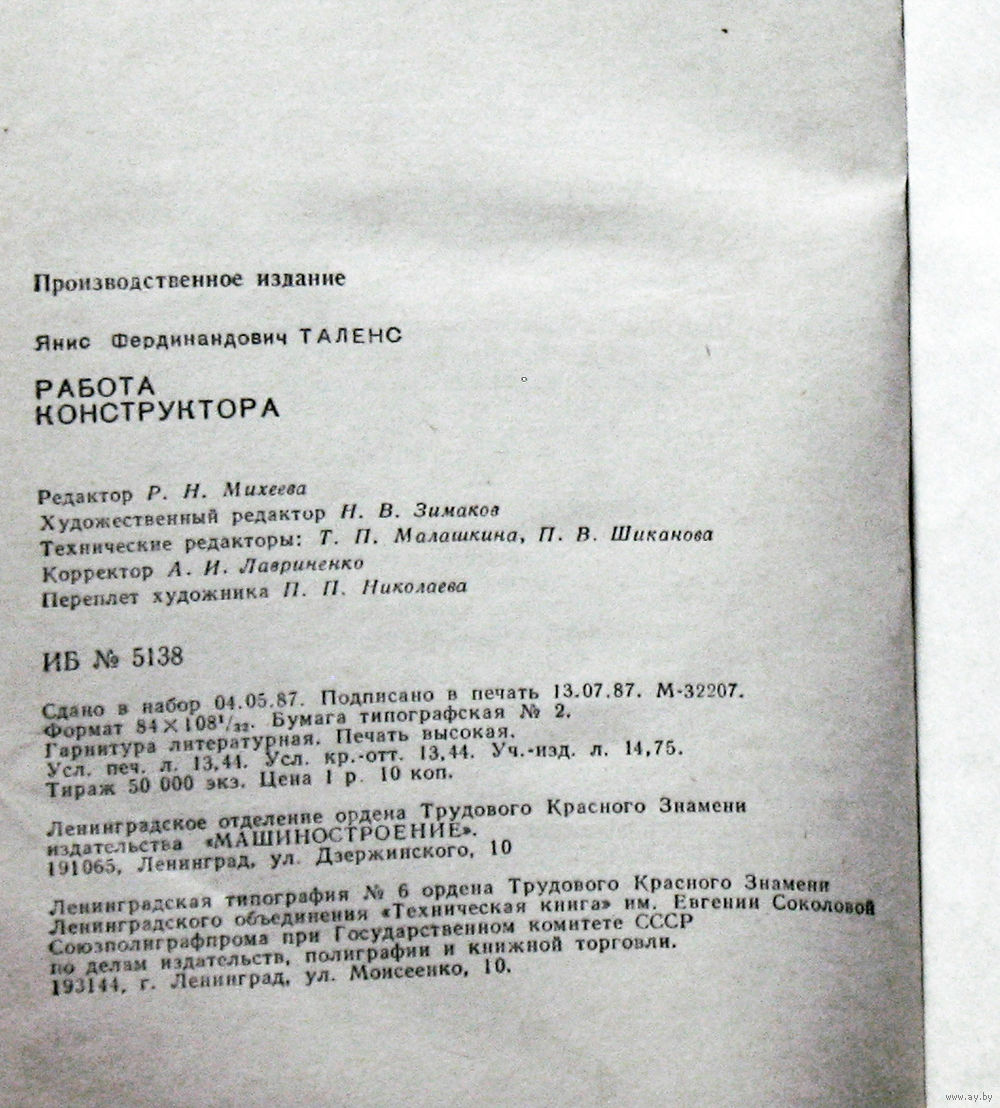 Производственное издание
Янис Фердинандович ТАЛЕНС
РАБОТА
КОНСТРУКТОРА
Редактор Р. Н. Михеева
Художественный редактор Н. В. Зимаков
Технические редакторы: Т. П. Малашкина, П. В. Шиканова
Корректор А. И. Лавриненко
Переплет художника П. П. Николаева
ИБ № 5138
Сдано в набор 04.05.87. Подписано в печать 13.07.87. М-32207.
Формат 84×108¹/₃₂. Бумага типографская № 2.
Гарнитура литературная. Печать высокая.
Усл. печ. л. 13,44. Усл. кр.-отт. 13,44. Уч.-изд. л. 14,75.
Тираж 50 000 экз. Цена 1 р. 10 коп.
Ленинградское отделение ордена Трудового Красного Знамени
издательства «МАШИНОСТРОЕНИЕ».
191065, Ленинград, ул. Дзержинского, 10
Ленинградская типография № 6 ордена Трудового Красного Знамени
Ленинградского объединения «Техническая книга» им. Евгении Соколовой
Союзполиграфпрома при Государственном комитете СССР
по делам издательств, полиграфии и книжной торговли.
193144, г. Ленинград, ул. Моисеенко, 10.
www.ay.by